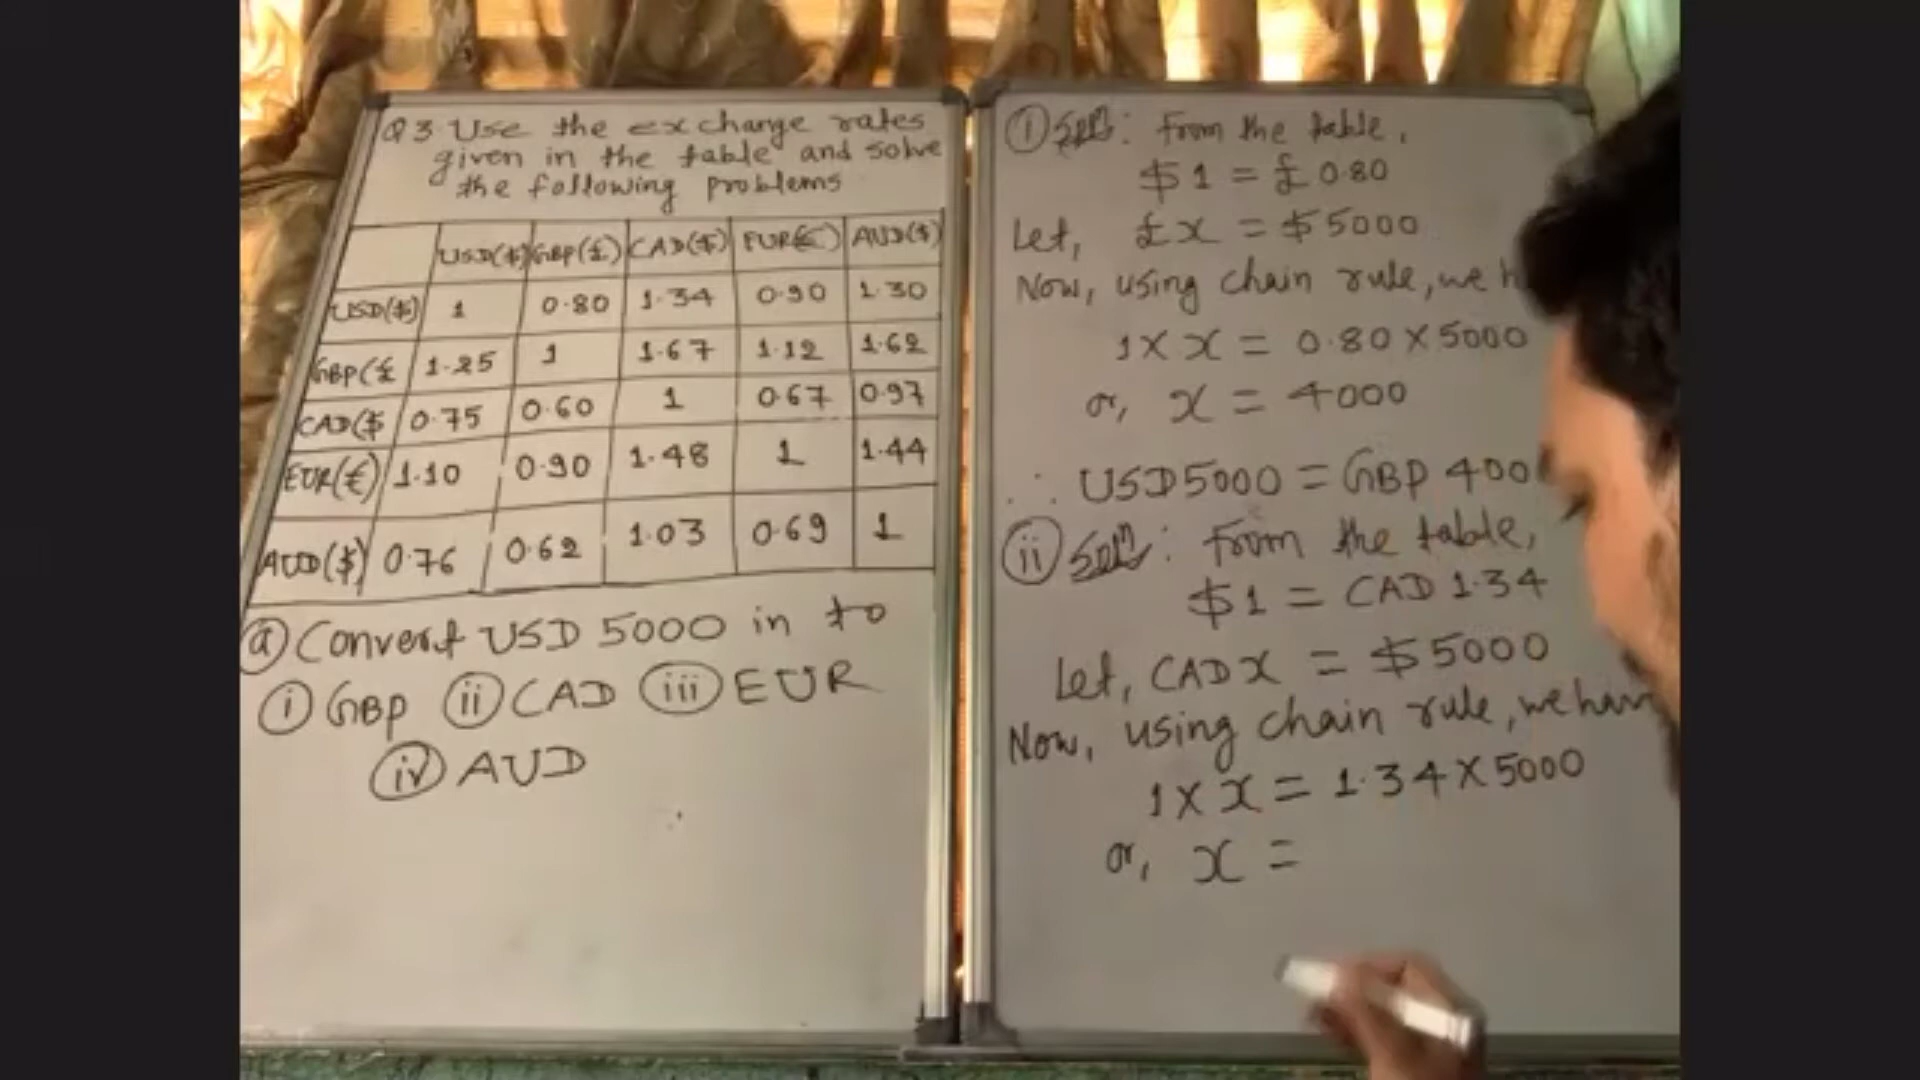 Q3. Use the exchange rates
given in the table and solve
the following problems
USD($) GBP(£) CAD($) EUR(€) AUD($)
USD($) 1 0.80 1.34 0.90 1.30
GBP(£ 1.25 1 1.67 1.12 1.62
CAD($ 0.75 0.60 1 0.67 0.97
EUR(€) 1.10 0.90 1.48 1 1.44
AUD($) 0.76 0.62 1.03 0.69 1
(a) Convert USD 5000 in to
(i) GBP (ii) CAD (iii) EUR
(iv) AUD
(i) Solⁿ: From the table,
$1 = £0.80
Let, £x = $5000
Now, using chain rule, we h
1 × x = 0.80 × 5000
or, x = 4000
∴ USD5000 = GBP 400
(ii) Solⁿ: From the table,
$1 = CAD 1.34
Let, CAD x = $5000
Now, using chain rule, we hav
1 × x = 1.34 × 5000
or, x =